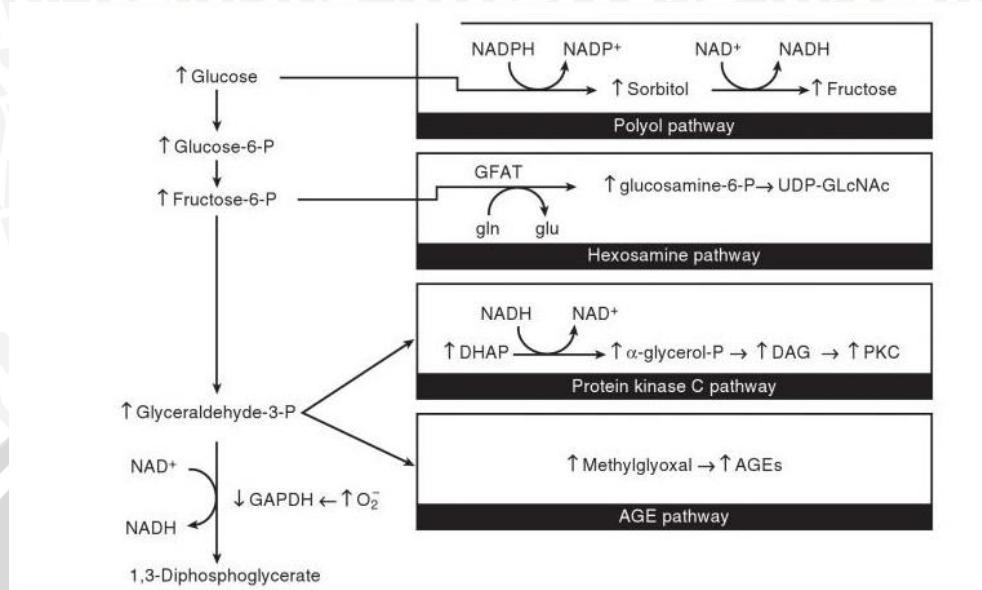 NADPH NADP+ NAD+ NADH
↑ Glucose
↑ Sorbitol ↑ Fructose
Polyol pathway
↑ Glucose-6-P
GFAT
↑ Fructose-6-P
↑ glucosamine-6-P → UDP-GLcNAc
gln glu
Hexosamine pathway
NADH NAD+
↑ DHAP ↑ α-glycerol-P → ↑ DAG → ↑ PKC
Protein kinase C pathway
↑ Glyceraldehyde-3-P
↑ Methylglyoxal → ↑ AGEs
AGE pathway
NAD+
↓ GAPDH ← ↑ O₂⁻
NADH
1,3-Diphosphoglycerate